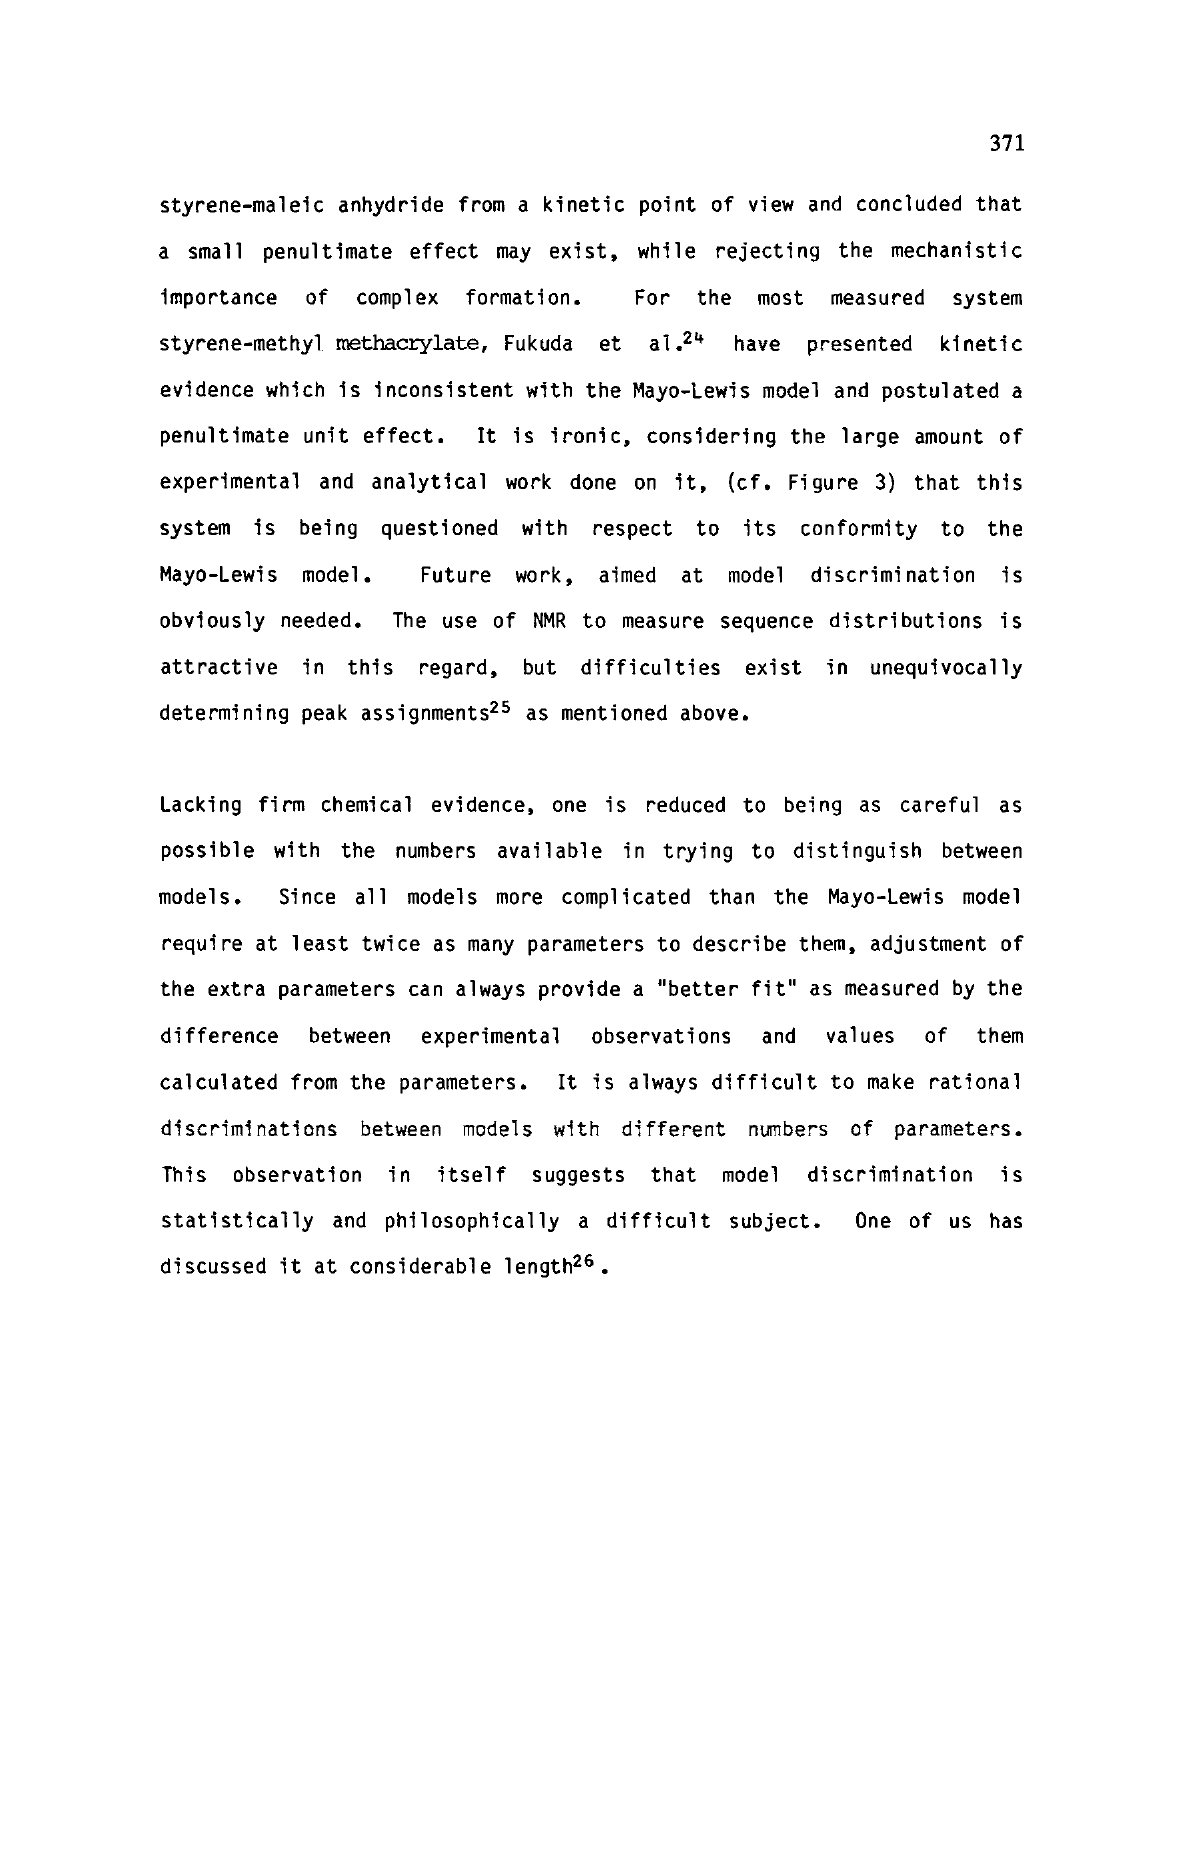 371
styrene-maleic anhydride from a kinetic point of view and concluded that
a small penultimate effect may exist, while rejecting the mechanistic
importance of complex formation. For the most measured system
styrene-methyl methacrylate, Fukuda et al.²⁴ have presented kinetic
evidence which is inconsistent with the Mayo-Lewis model and postulated a
penultimate unit effect. It is ironic, considering the large amount of
experimental and analytical work done on it, (cf. Figure 3) that this
system is being questioned with respect to its conformity to the
Mayo-Lewis model. Future work, aimed at model discrimination is
obviously needed. The use of NMR to measure sequence distributions is
attractive in this regard, but difficulties exist in unequivocally
determining peak assignments²⁵ as mentioned above.
Lacking firm chemical evidence, one is reduced to being as careful as
possible with the numbers available in trying to distinguish between
models. Since all models more complicated than the Mayo-Lewis model
require at least twice as many parameters to describe them, adjustment of
the extra parameters can always provide a "better fit" as measured by the
difference between experimental observations and values of them
calculated from the parameters. It is always difficult to make rational
discriminations between models with different numbers of parameters.
This observation in itself suggests that model discrimination is
statistically and philosophically a difficult subject. One of us has
discussed it at considerable length²⁶.